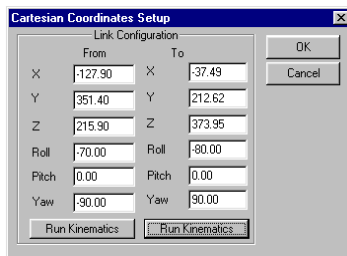 Cartesian Coordinates Setup
Link Configuration
From To
X -127.90 X -37.49
Y 351.40 Y 212.62
Z 215.90 Z 373.95
Roll -70.00 Roll -80.00
Pitch 0.00 Pitch 0.00
Yaw -90.00 Yaw 90.00
Run Kinematics Run Kinematics
OK
Cancel